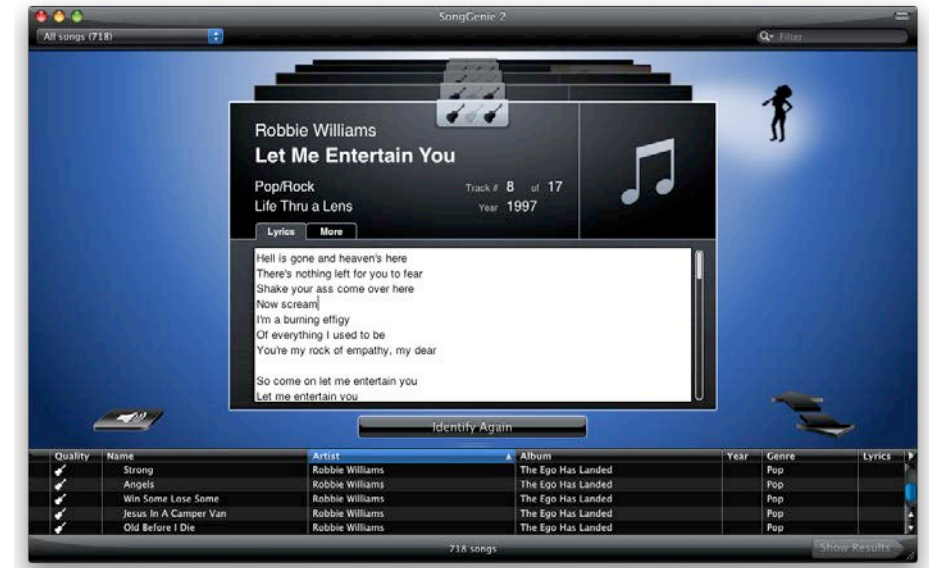 SongGenie 2
All songs (718)
Filter
Robbie Williams
Let Me Entertain You
Pop/Rock
Track # 8 of 17
Life Thru a Lens
Year 1997
Lyrics More
Hell is gone and heaven's here
There's nothing left for you to fear
Shake your ass come over here
Now scream
I'm a burning effigy
Of everything I used to be
You're my rock of empathy, my dear
So come on let me entertain you
Let me entertain you
Identify Again
Quality Name Artist Album Year Genre Lyrics
Strong Robbie Williams The Ego Has Landed Pop
Angels Robbie Williams The Ego Has Landed Pop
Win Some Lose Some Robbie Williams The Ego Has Landed Pop
Jesus In A Camper Van Robbie Williams The Ego Has Landed Pop
Old Before I Die Robbie Williams The Ego Has Landed Pop
718 songs
Show Results